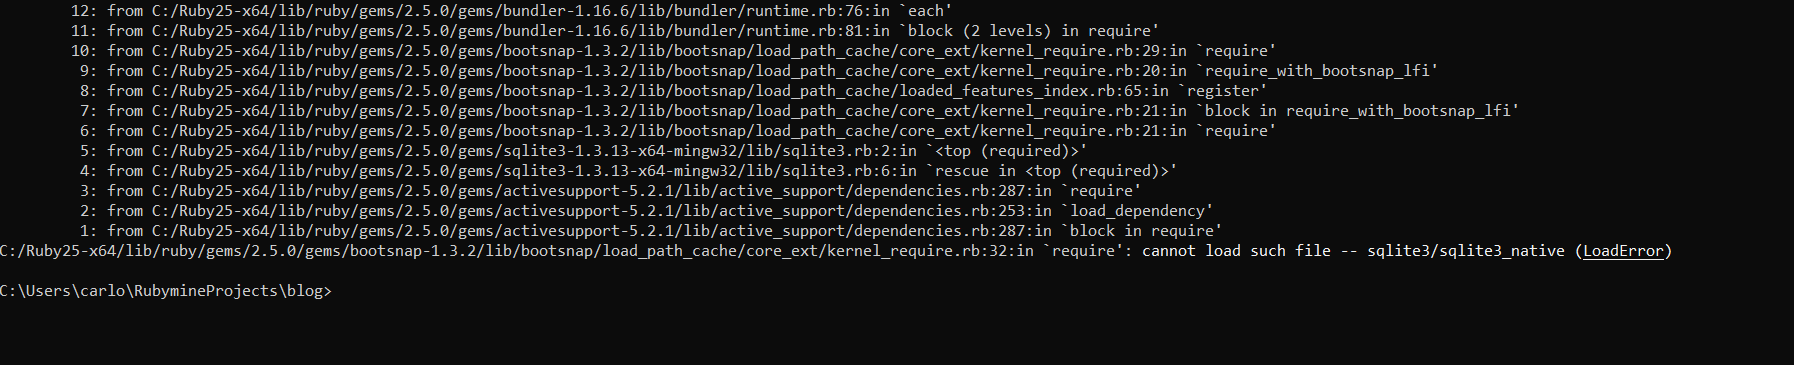 12: from C:/Ruby25-x64/lib/ruby/gems/2.5.0/gems/bundler-1.16.6/lib/bundler/runtime.rb:76:in `each'
11: from C:/Ruby25-x64/lib/ruby/gems/2.5.0/gems/bundler-1.16.6/lib/bundler/runtime.rb:81:in `block (2 levels) in require'
10: from C:/Ruby25-x64/lib/ruby/gems/2.5.0/gems/bootsnap-1.3.2/lib/bootsnap/load_path_cache/core_ext/kernel_require.rb:29:in `require'
9: from C:/Ruby25-x64/lib/ruby/gems/2.5.0/gems/bootsnap-1.3.2/lib/bootsnap/load_path_cache/core_ext/kernel_require.rb:20:in `require_with_bootsnap_lfi'
8: from C:/Ruby25-x64/lib/ruby/gems/2.5.0/gems/bootsnap-1.3.2/lib/bootsnap/load_path_cache/loaded_features_index.rb:65:in `register'
7: from C:/Ruby25-x64/lib/ruby/gems/2.5.0/gems/bootsnap-1.3.2/lib/bootsnap/load_path_cache/core_ext/kernel_require.rb:21:in `block in require_with_bootsnap_lfi'
6: from C:/Ruby25-x64/lib/ruby/gems/2.5.0/gems/bootsnap-1.3.2/lib/bootsnap/load_path_cache/core_ext/kernel_require.rb:21:in `require'
5: from C:/Ruby25-x64/lib/ruby/gems/2.5.0/gems/sqlite3-1.3.13-x64-mingw32/lib/sqlite3.rb:2:in `<top (required)>'
4: from C:/Ruby25-x64/lib/ruby/gems/2.5.0/gems/sqlite3-1.3.13-x64-mingw32/lib/sqlite3.rb:6:in `rescue in <top (required)>'
3: from C:/Ruby25-x64/lib/ruby/gems/2.5.0/gems/activesupport-5.2.1/lib/active_support/dependencies.rb:287:in `require'
2: from C:/Ruby25-x64/lib/ruby/gems/2.5.0/gems/activesupport-5.2.1/lib/active_support/dependencies.rb:253:in `load_dependency'
1: from C:/Ruby25-x64/lib/ruby/gems/2.5.0/gems/activesupport-5.2.1/lib/active_support/dependencies.rb:287:in `block in require'
C:/Ruby25-x64/lib/ruby/gems/2.5.0/gems/bootsnap-1.3.2/lib/bootsnap/load_path_cache/core_ext/kernel_require.rb:32:in `require': cannot load such file -- sqlite3/sqlite3_native (LoadError)
C:\Users\carlo\RubymineProjects\blog>